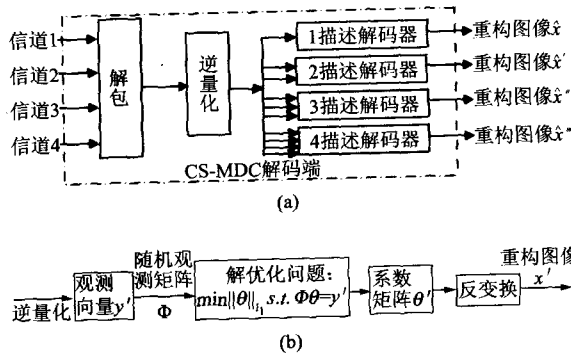 信道1
信道2
信道3
信道4
解包
逆量化
1描述解码器
2描述解码器
3描述解码器
4描述解码器
重构图像x̂
重构图像x̂′
重构图像x̂″
重构图像x̂‴
CS-MDC解码端
(a)
逆量化
观测
向量y′
随机观
测矩阵
Φ
解优化问题：
min||θ||l₁ s.t. Φθ=y′
系数
矩阵θ′
反变换
重构图像
x′
(b)